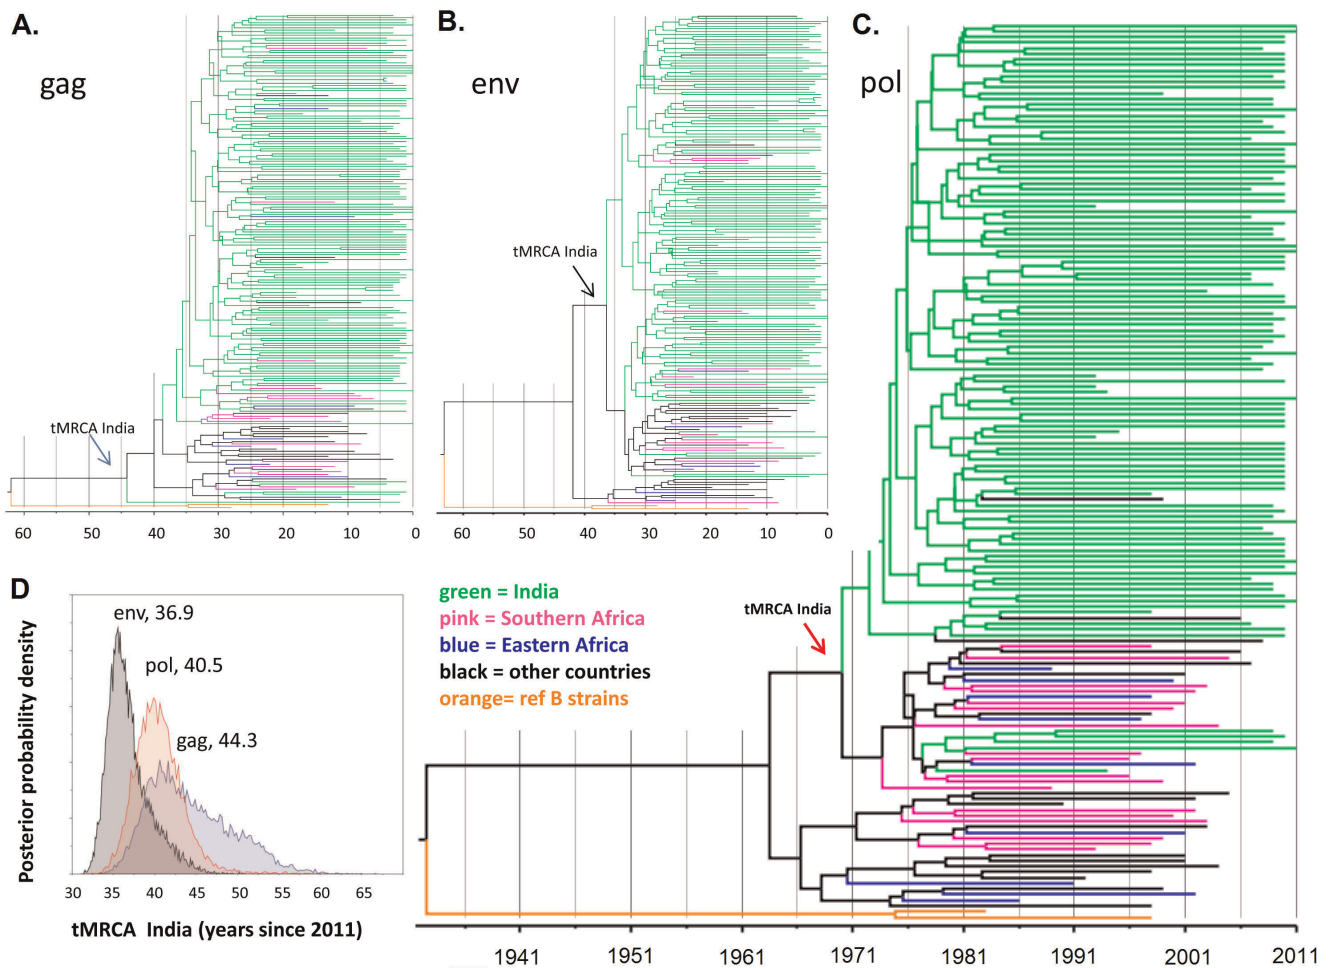 A.
gag
tMRCA India
60 50 40 30 20 10 0
B.
env
tMRCA India
60 50 40 30 20 10 0
C.
pol
tMRCA India
1941 1951 1961 1971 1981 1991 2001 2011
green = India
pink = Southern Africa
blue = Eastern Africa
black = other countries
orange= ref B strains
D
env, 36.9
pol, 40.5
gag, 44.3
Posterior probability density
30 35 40 45 50 55 60 65
tMRCA India (years since 2011)